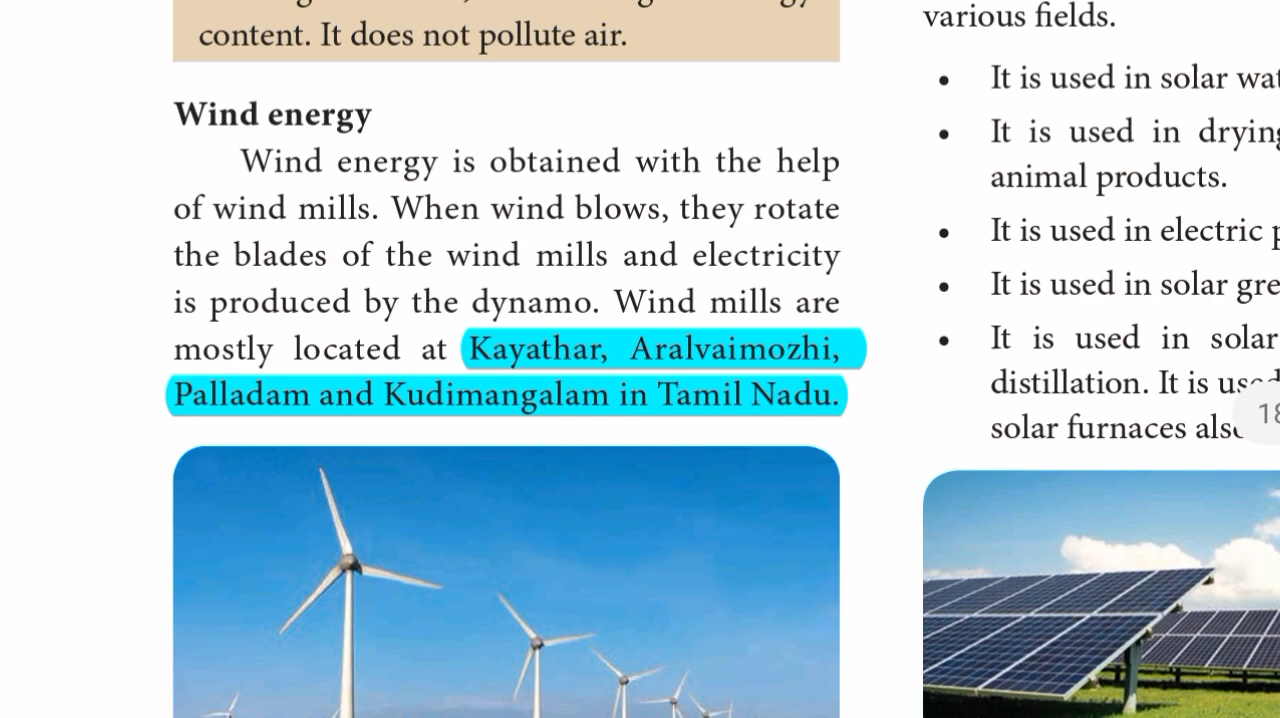 content. It does not pollute air.
Wind energy
Wind energy is obtained with the help
of wind mills. When wind blows, they rotate
the blades of the wind mills and electricity
is produced by the dynamo. Wind mills are
mostly located at Kayathar, Aralvaimozhi,
Palladam and Kudimangalam in Tamil Nadu.
various fields.
• It is used in solar
• It is used in drying
animal products.
• It is used in electric
• It is used in solar
• It is used in solar
distillation. It is used
solar furnaces also
18